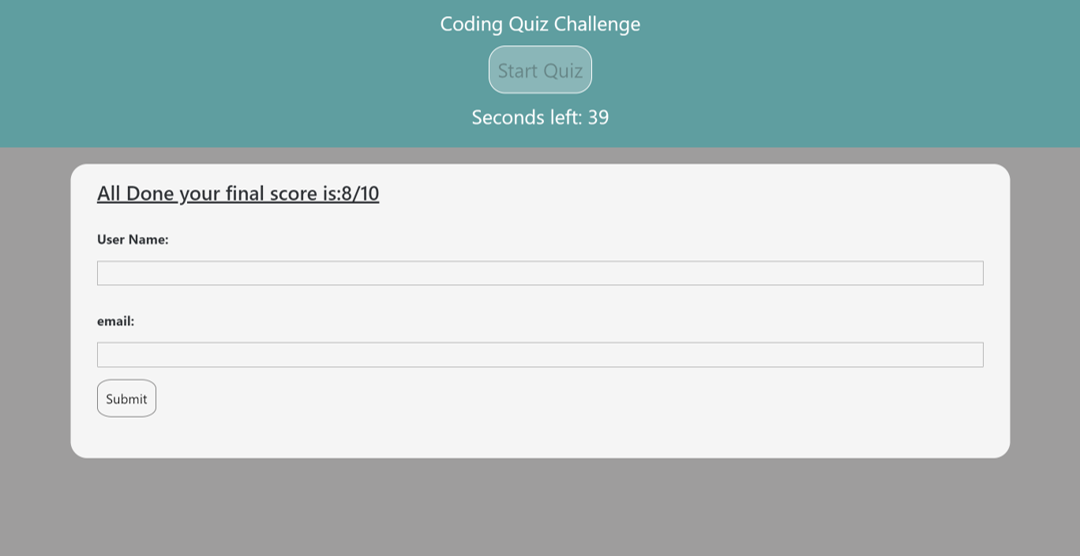 Coding Quiz Challenge
Start Quiz
Seconds left: 39
All Done your final score is:8/10
User Name:
email:
Submit